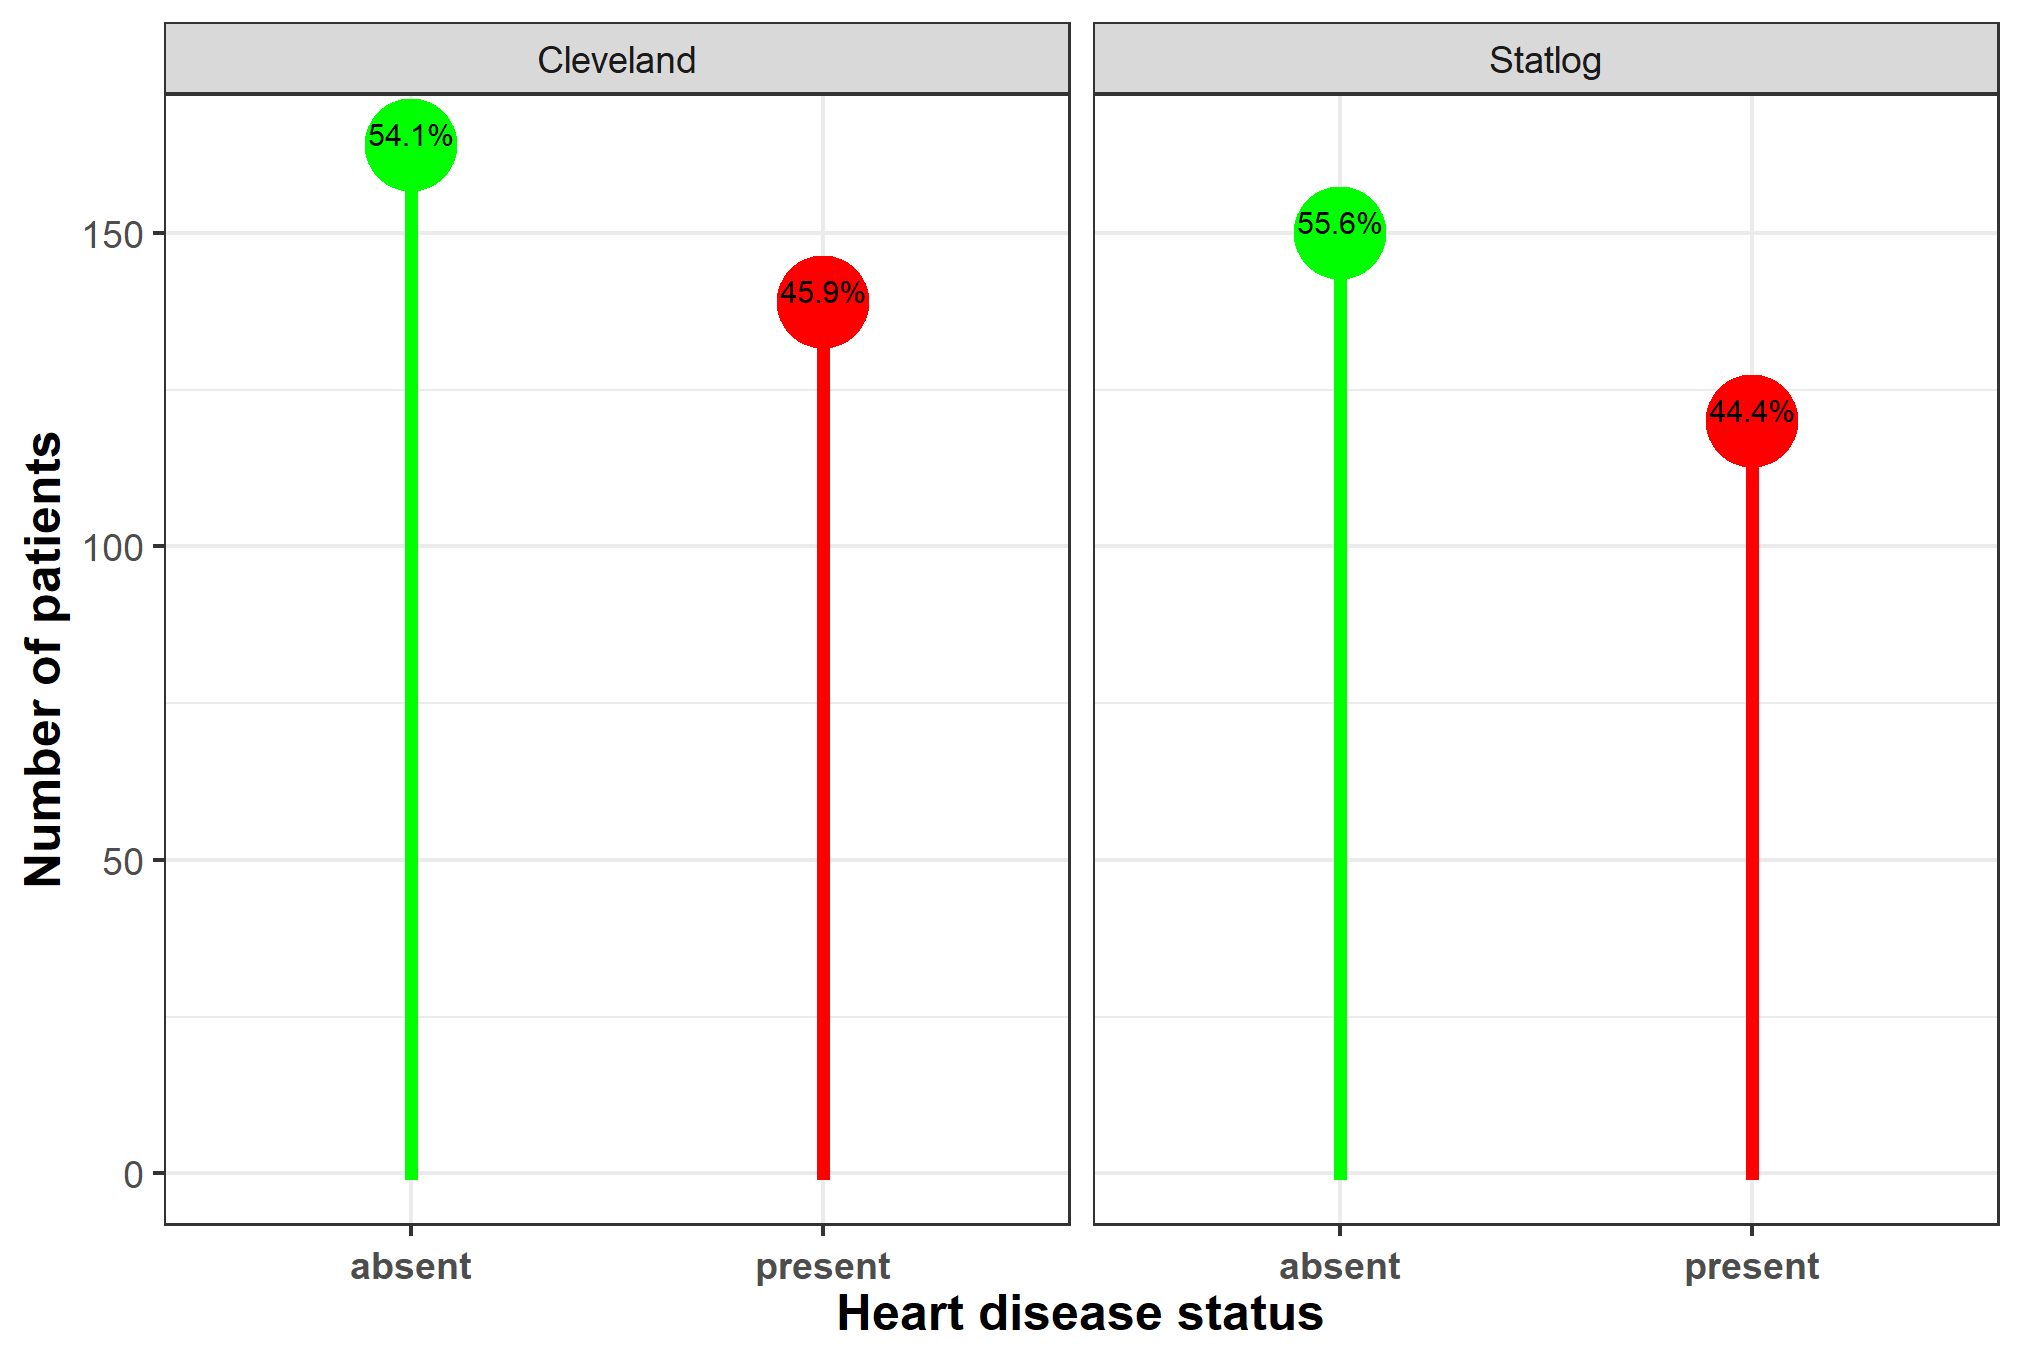 Cleveland
Statlog
54.1%
45.9%
55.6%
44.4%
150
100
50
0
Number of patients
absent
present
absent
present
Heart disease status